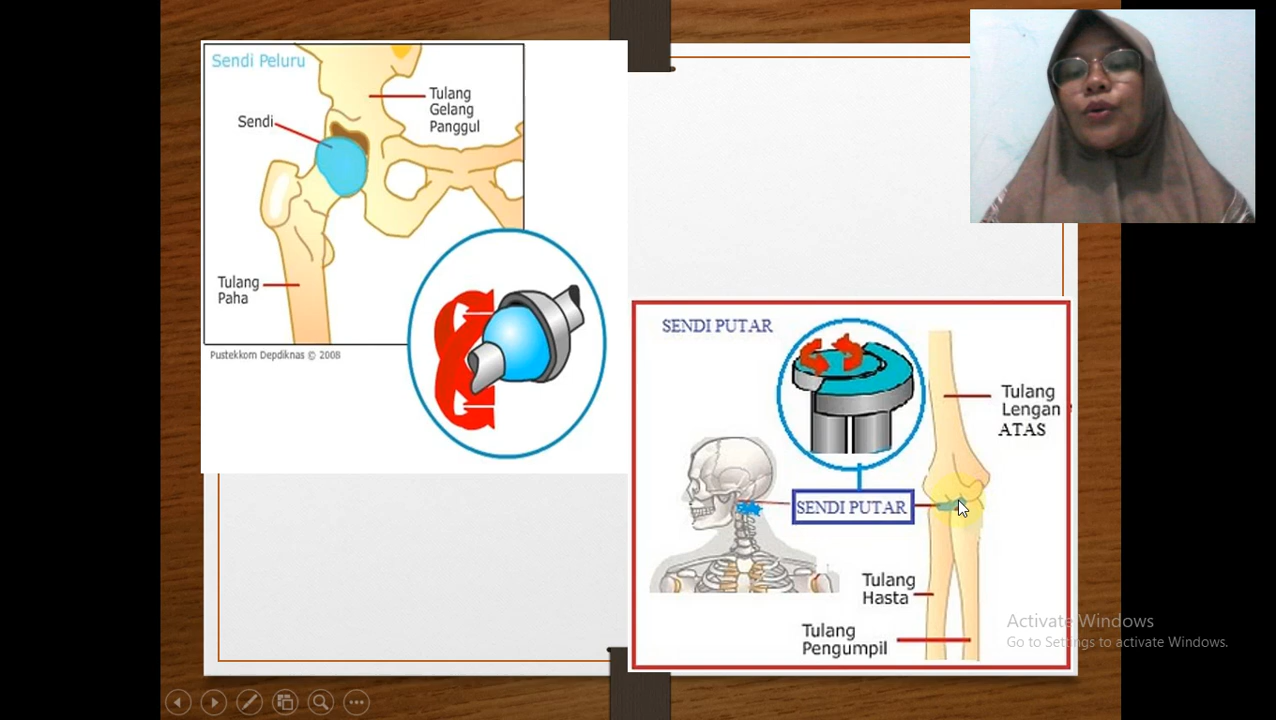 Sendi Peluru
Tulang
Gelang
Panggul
Sendi
Tulang
Paha
Pustekkom Depdiknas © 2008
SENDI PUTAR
Tulang
Lengan
ATAS
SENDI PUTAR
Tulang
Hasta
Tulang
Pengumpil
Activate Windows
Go to Settings to activate Windows.